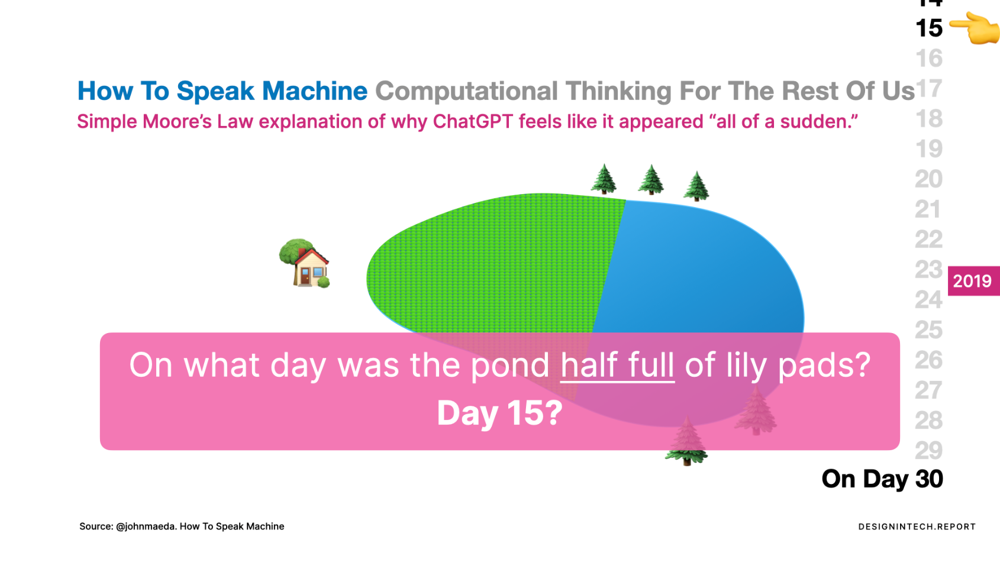 14
15
16
How To Speak Machine Computational Thinking For The Rest Of Us
17
Simple Moore's Law explanation of why ChatGPT feels like it appeared “all of a sudden.”
18
19
20
21
22
23
2019
24
25
On what day was the pond half full of lily pads?
26
27
Day 15?
28
29
On Day 30
Source: @johnmaeda. How To Speak Machine
DESIGNINTECH.REPORT